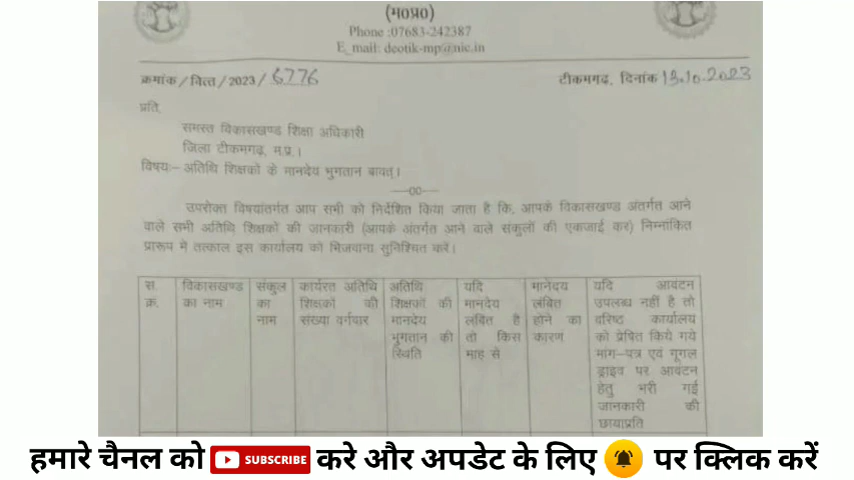 (म०प्र०)
Phone :07683-242387
E_mail: deotik-mp@nic.in
क्रमांक/वित्त/2023/6776
टीकमगढ़, दिनांक 13.10.2023
प्रति,
समस्त विकासखण्ड शिक्षा अधिकारी
जिला टीकमगढ़, म.प्र.।
विषयः– अतिथि शिक्षकों के मानदेय भुगतान बावत्।
—00—
उपरोक्त विषयांतर्गत आप सभी को निर्देशित किया जाता है कि, आपके विकासखण्ड अंतर्गत आने
वाले सभी अतिथि शिक्षकों की जानकारी (आपके अंतर्गत आने वाले संकुलों की एकजाई कर) निम्नांकित
प्रारूप में तत्काल इस कार्यालय को भिजवाना सुनिश्चित करें।
स. क्र.
विकासखण्ड का नाम
संकुल का नाम
कार्यरत अतिथि शिक्षकों की संख्या वर्गवार
अतिथि शिक्षकों की मानदेय भुगतान की स्थिति
यदि मामदेय लंबित है तो किस माह से
मानेदय लंबित होने का कारण
यदि आवंटन उपलब्ध नहीं है तो वरिष्ठ कार्यालय को प्रेषित किये गये मांग–पत्र एवं गूगल ड्राइव पर आवंटन हेतु भरी गई जानकारी की छायाप्रति
हमारे चैनल को SUBSCRIBE करे और अपडेट के लिए पर क्लिक करें